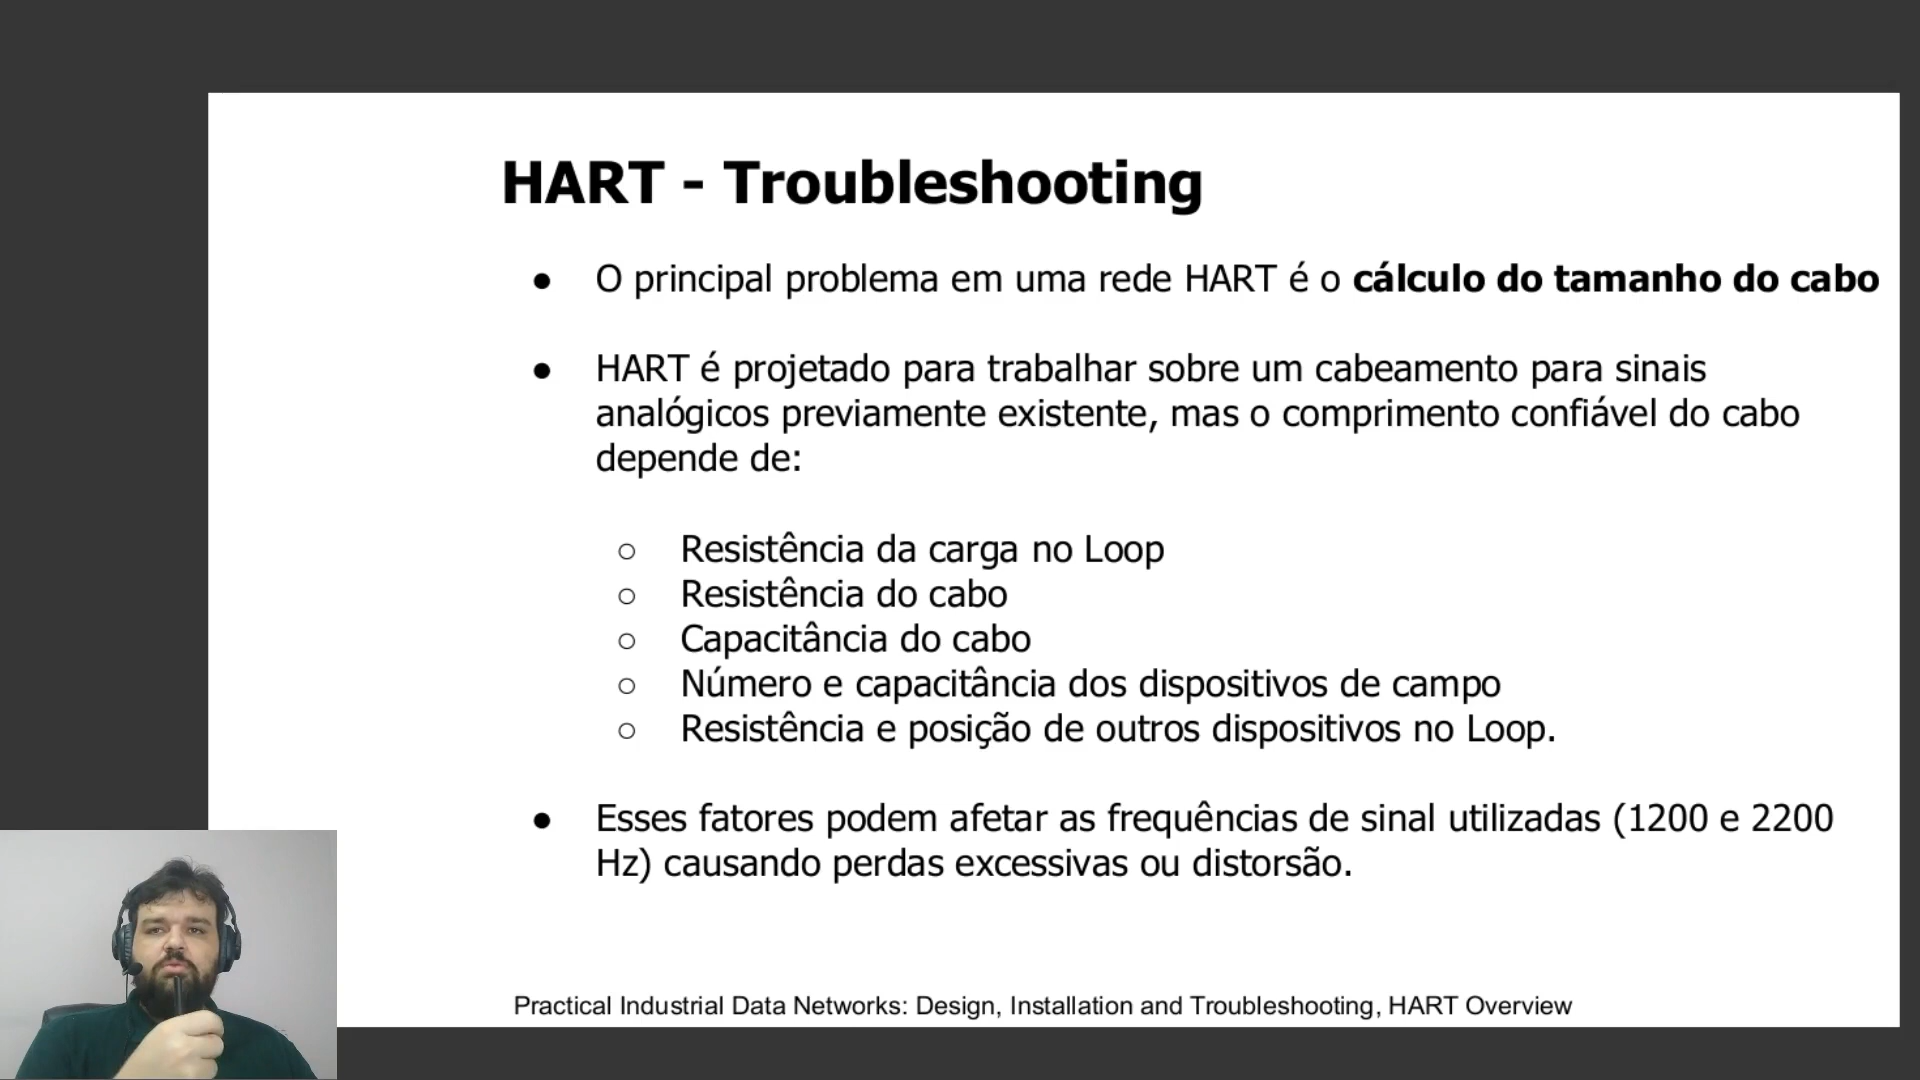 HART - Troubleshooting
● O principal problema em uma rede HART é o cálculo do tamanho do cabo
● HART é projetado para trabalhar sobre um cabeamento para sinais
analógicos previamente existente, mas o comprimento confiável do cabo
depende de:
○ Resistência da carga no Loop
○ Resistência do cabo
○ Capacitância do cabo
○ Número e capacitância dos dispositivos de campo
○ Resistência e posição de outros dispositivos no Loop.
● Esses fatores podem afetar as frequências de sinal utilizadas (1200 e 2200
Hz) causando perdas excessivas ou distorsão.
Practical Industrial Data Networks: Design, Installation and Troubleshooting, HART Overview